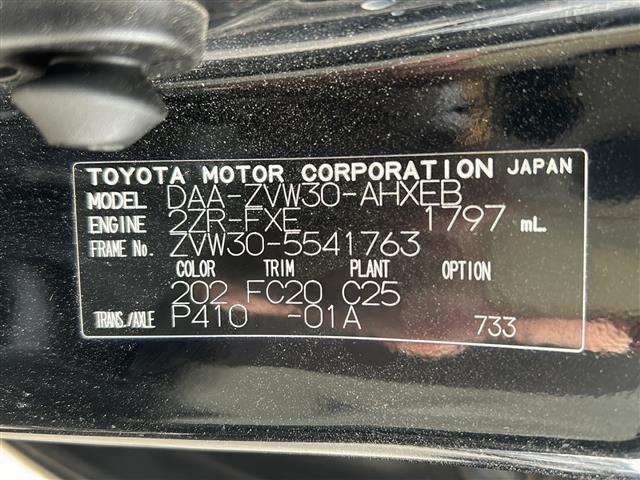 TOYOTA MOTOR CORPORATION JAPAN
MODEL DAA-ZVW30-AHXEB
ENGINE 2ZR-FXE 1797 mL.
FRAME No. ZVW30-5541763
COLOR TRIM PLANT OPTION
202 FC20 C25
TRANS./AXLE P410 -01A 733